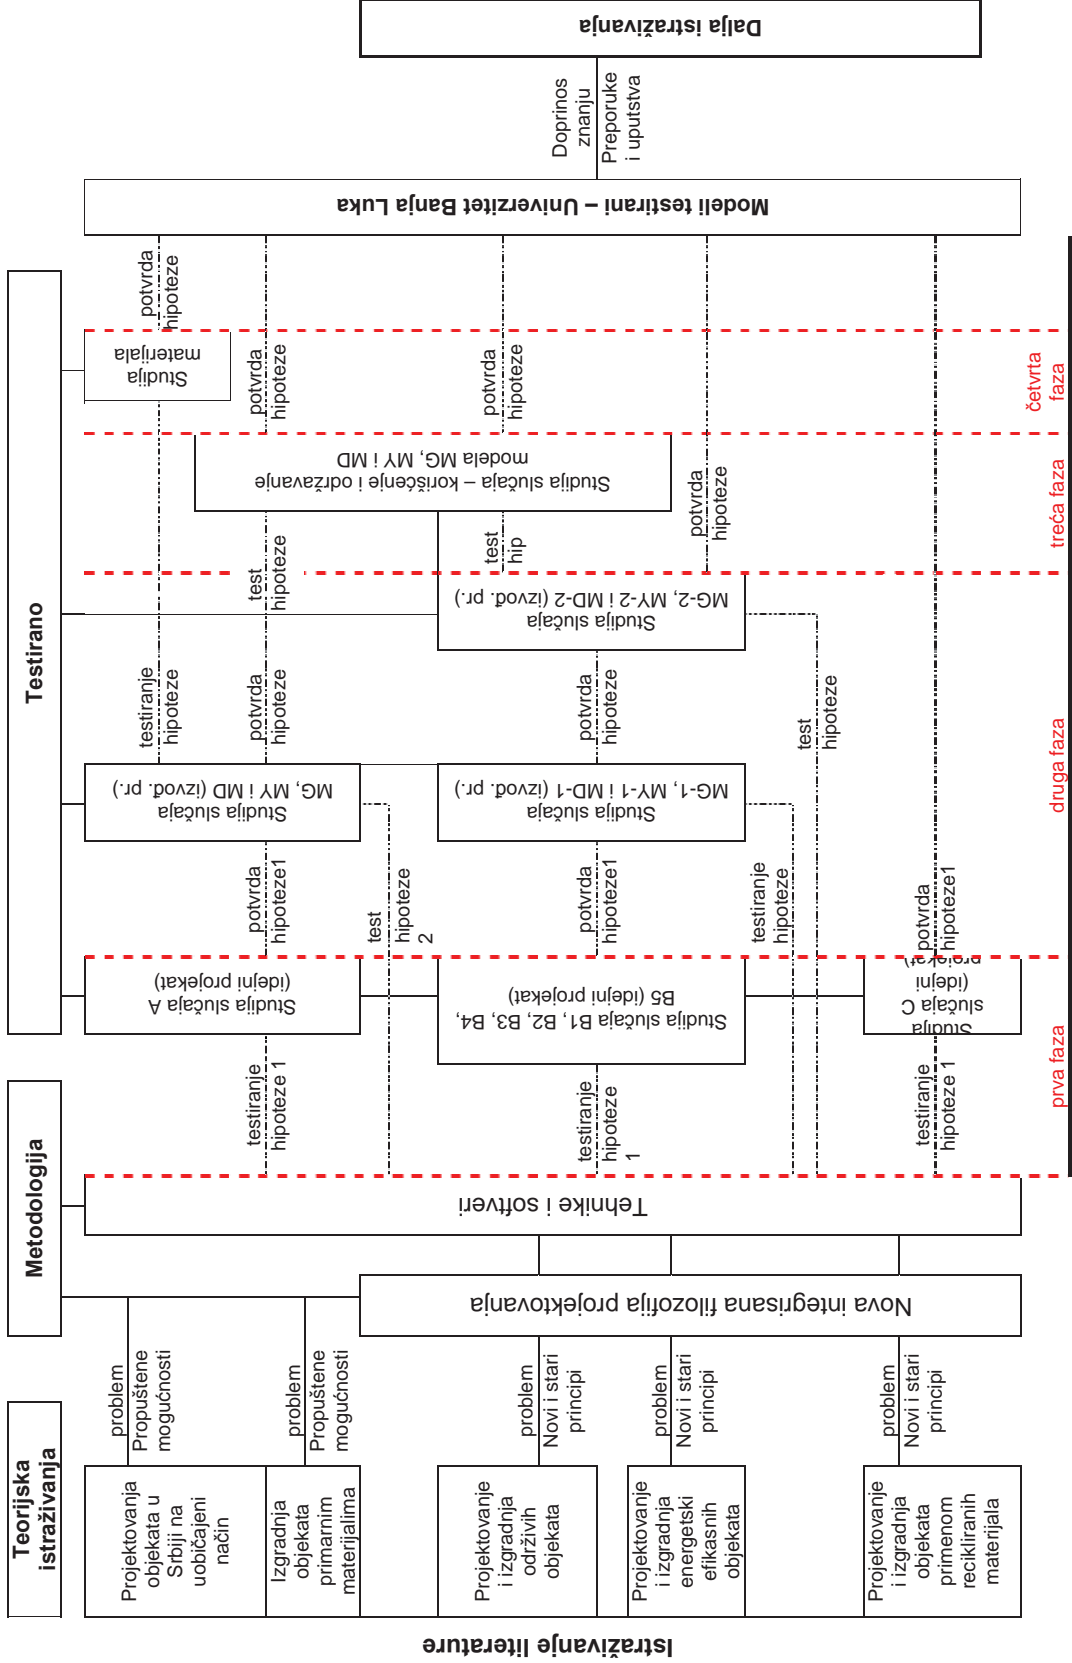 Istraživanje literature
Teorijska
istraživanja
Metodologija
Testirano
Projektovanja
objekata u
Srbiji na
uobičajeni
način
Izgradnja
objekata
primarnim
materijalima
Projektovanje
i izgradnja
održivih
objekata
Projektovanje
i izgradnja
energetski
efikasnih
objekata
Projektovanje
i izgradnja
objekata
primenom
recikliranih
materijala
problem
Propuštene
mogućnosti
problem
Propuštene
mogućnosti
problem
Novi i stari
principi
problem
Novi i stari
principi
problem
Novi i stari
principi
Nova integrisana filozofija projektovanja
Tehnike i softveri
testiranje
hipoteze 1
testiranje
hipoteze
1
testiranje
hipoteze 1
Studija slučaja A
(idejni projekat)
Studija slučaja B1, B2, B3, B4,
B5 (idejni projekat)
Studija
slučaja C
(idejni
projekat)
potvrda
hipoteze1
test
hipoteze
2
potvrda
hipoteze1
testiranje
hipoteze
potvrda
hipoteze1
Studija slučaja
MG, MY i MD (izvođ. pr.)
Studija slučaja
MG-1, MY-1 i MD-1 (izvođ. pr.)
testiranje
hipoteze
potvrda
hipoteze
potvrda
hipoteze
test
hipoteze
Studija slučaja
MG-2, MY-2 i MD-2 (izvođ. pr.)
test
hipoteze
test
hip
potvrda
hipoteze
Studija slučaja – korišćenje i održavanje
modela MG, MY i MD
Studija
materijala
potvrda
hipoteze
potvrda
hipoteze
potvrda
hipoteze
Modeli testirani – Univerzitet Banja Luka
Doprinos
znanju
Preporuke
i uputstva
Dalja istraživanja
prva faza
druga faza
treća faza
četvrta
faza